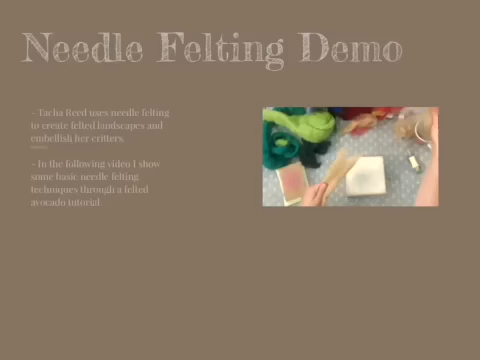 Needle Felting Demo
- Tacha Reed uses needle felting
to create felted landscapes and
embellish her critters.
- In the following video I show
some basic needle felting
techniques through a felted
avocado tutorial